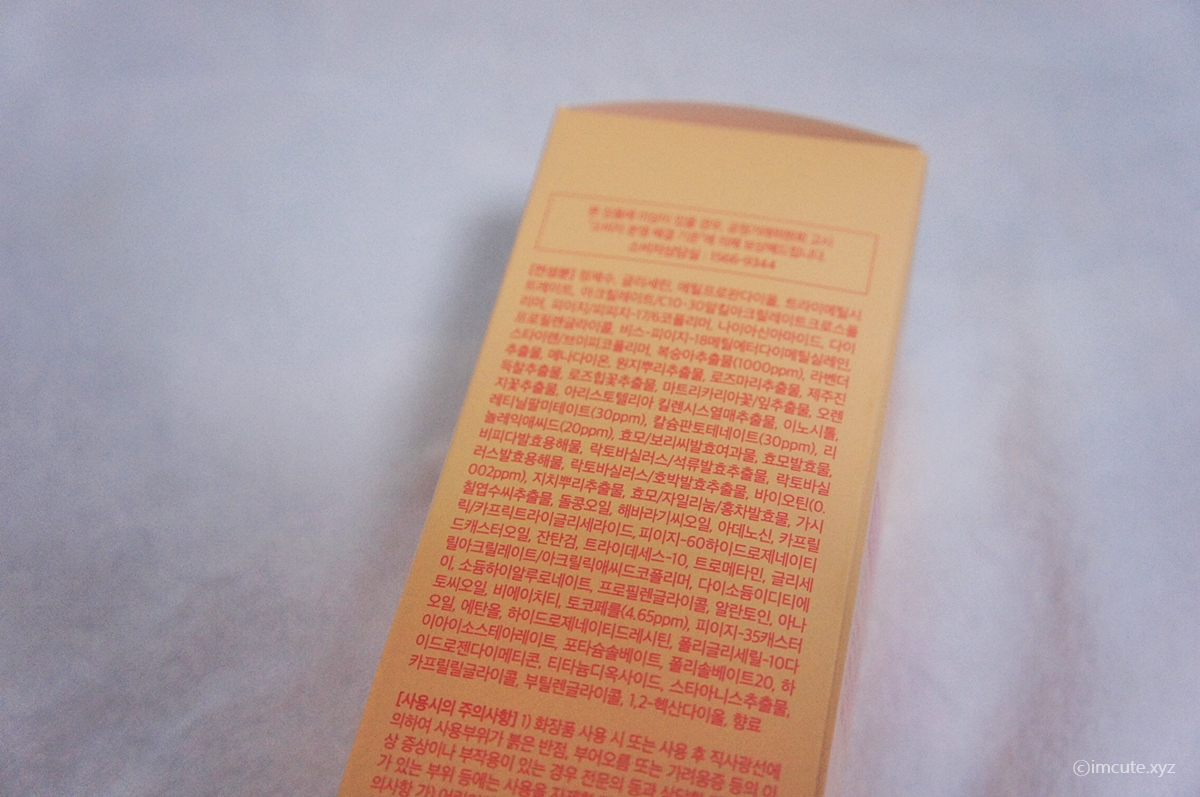 본 상품에 이상이 있을 경우, 공정거래위원회 고시
"소비자 분쟁 해결 기준"에 의해 보상해드립니다.
소비자상담실 : 1566-9344
[전성분] 정제수, 글리세린, 메틸프로판다이올, 트라이메틸시
트레이트, 아크릴레이트/C10-30알킬아크릴레이트크로스폴
리머, 피이지/피피지-17/6코폴리머, 나이아신아마이드, 다이
프로필렌글라이콜, 비스-피이지-18메틸에터다이메틸실레인,
스타이렌/브이피코폴리머, 복숭아추출물(1000ppm), 라벤더
추출물, 메나다이온, 원지뿌리추출물, 로즈마리추출물, 제주진
득찰추출물, 로즈힙꽃추출물, 마트리카리아꽃/잎추출물, 오렌
지꽃추출물, 아리스토텔리아 킬렌시스열매추출물, 이노시톨,
레티닐팔미테이트(30ppm), 칼슘판토테네이트(30ppm), 리
놀레익애씨드(20ppm), 효모/보리씨발효여과물, 효모발효물,
비피다발효용해물, 락토바실러스/석류발효추출물, 락토바실
러스발효용해물, 락토바실러스/호박발효추출물, 바이오틴(0.
002ppm), 지치뿌리추출물, 효모/자일리눔/홍차발효물, 가시
칠엽수씨추출물, 돌콩오일, 해바라기씨오일, 아데노신, 카프릴
릭/카프릭트라이글리세라이드, 피이지-60하이드로제네이티
드캐스터오일, 잔탄검, 트라이데세스-10, 트로메타민, 글리세
릴아크릴레이트/아크릴릭애씨드코폴리머, 다이소듐이디티에
이, 소듐하이알루로네이트, 프로필렌글라이콜, 알란토인, 아나
토씨오일, 비에이치티, 토코페롤(4.65ppm), 피이지-35캐스터
오일, 에탄올, 하이드로제네이티드레시틴, 폴리글리세릴-10다
이아이소스테아레이트, 포타슘솔베이트, 폴리솔베이트20, 하
이드로젠다이메티콘, 티타늄디옥사이드, 스타아니스추출물,
카프릴릴글라이콜, 부틸렌글라이콜, 1,2-헥산다이올, 향료
[사용시의 주의사항] 1) 화장품 사용 시 또는 사용 후 직사광선에
의하여 사용부위가 붉은 반점, 부어오름 또는 가려움증 등의 이
상 증상이나 부작용이 있는 경우 전문의 등과 상담할
가 있는 부위 등에는 사용을 자제할
의사항 가) 어린이
ⓒimcute.xyz